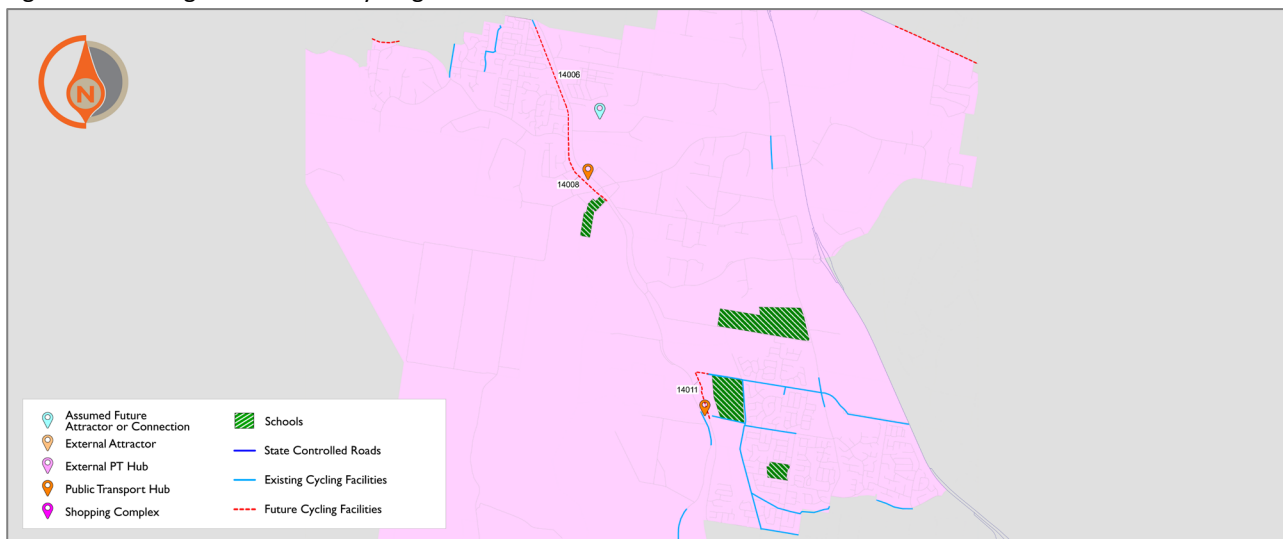 N
14006
14008
14011
Assumed Future
Attractor or Connection
External Attractor
External PT Hub
Public Transport Hub
Shopping Complex
Schools
State Controlled Roads
Existing Cycling Facilities
Future Cycling Facilities